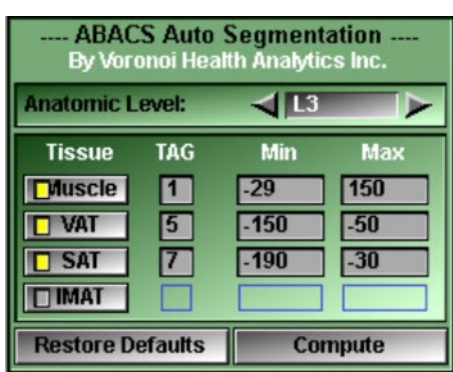 ---- ABACS Auto Segmentation ----
By Voronoi Health Analytics Inc.
Anatomic Level: L3
Tissue TAG Min Max
Muscle 1 -29 150
VAT 5 -150 -50
SAT 7 -190 -30
IMAT
Restore Defaults Compute